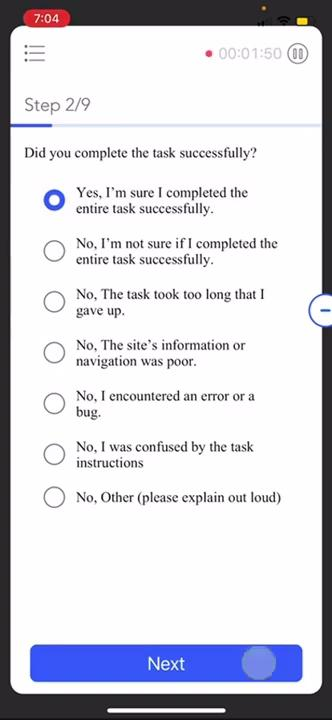 7:04
00:01:50
Step 2/9
Did you complete the task successfully?
Yes, I'm sure I completed the
entire task successfully.
No, I'm not sure if I completed the
entire task successfully.
No, The task took too long that I
gave up.
No, The site's information or
navigation was poor.
No, I encountered an error or a
bug.
No, I was confused by the task
instructions
No, Other (please explain out loud)
Next